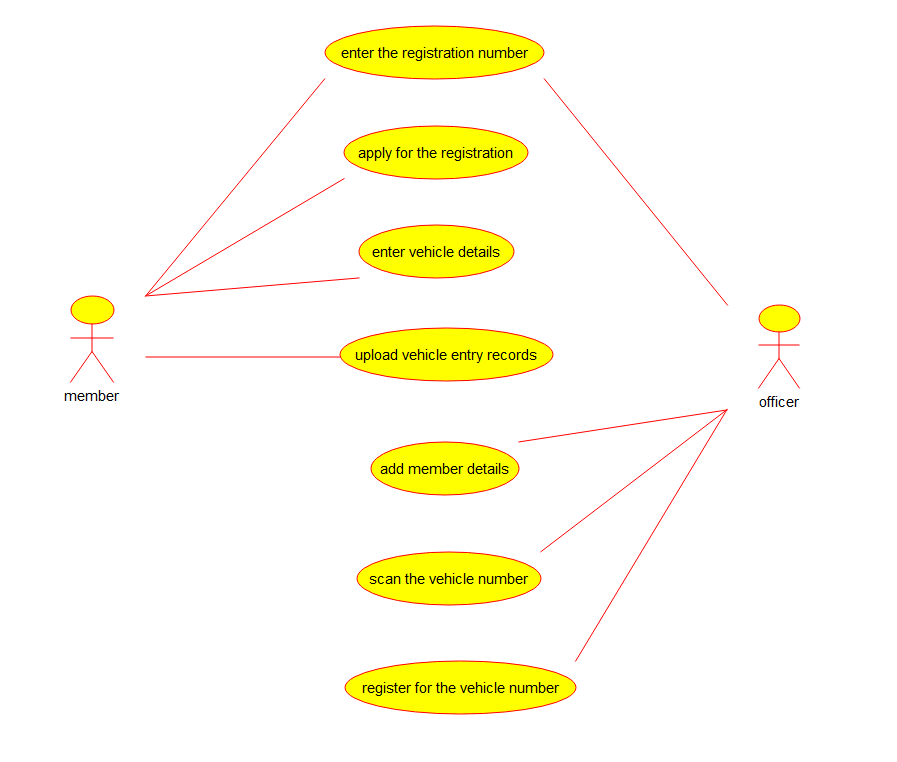 enter the registration number
apply for the registration
enter vehicle details
upload vehicle entry records
member
officer
add member details
scan the vehicle number
register for the vehicle number